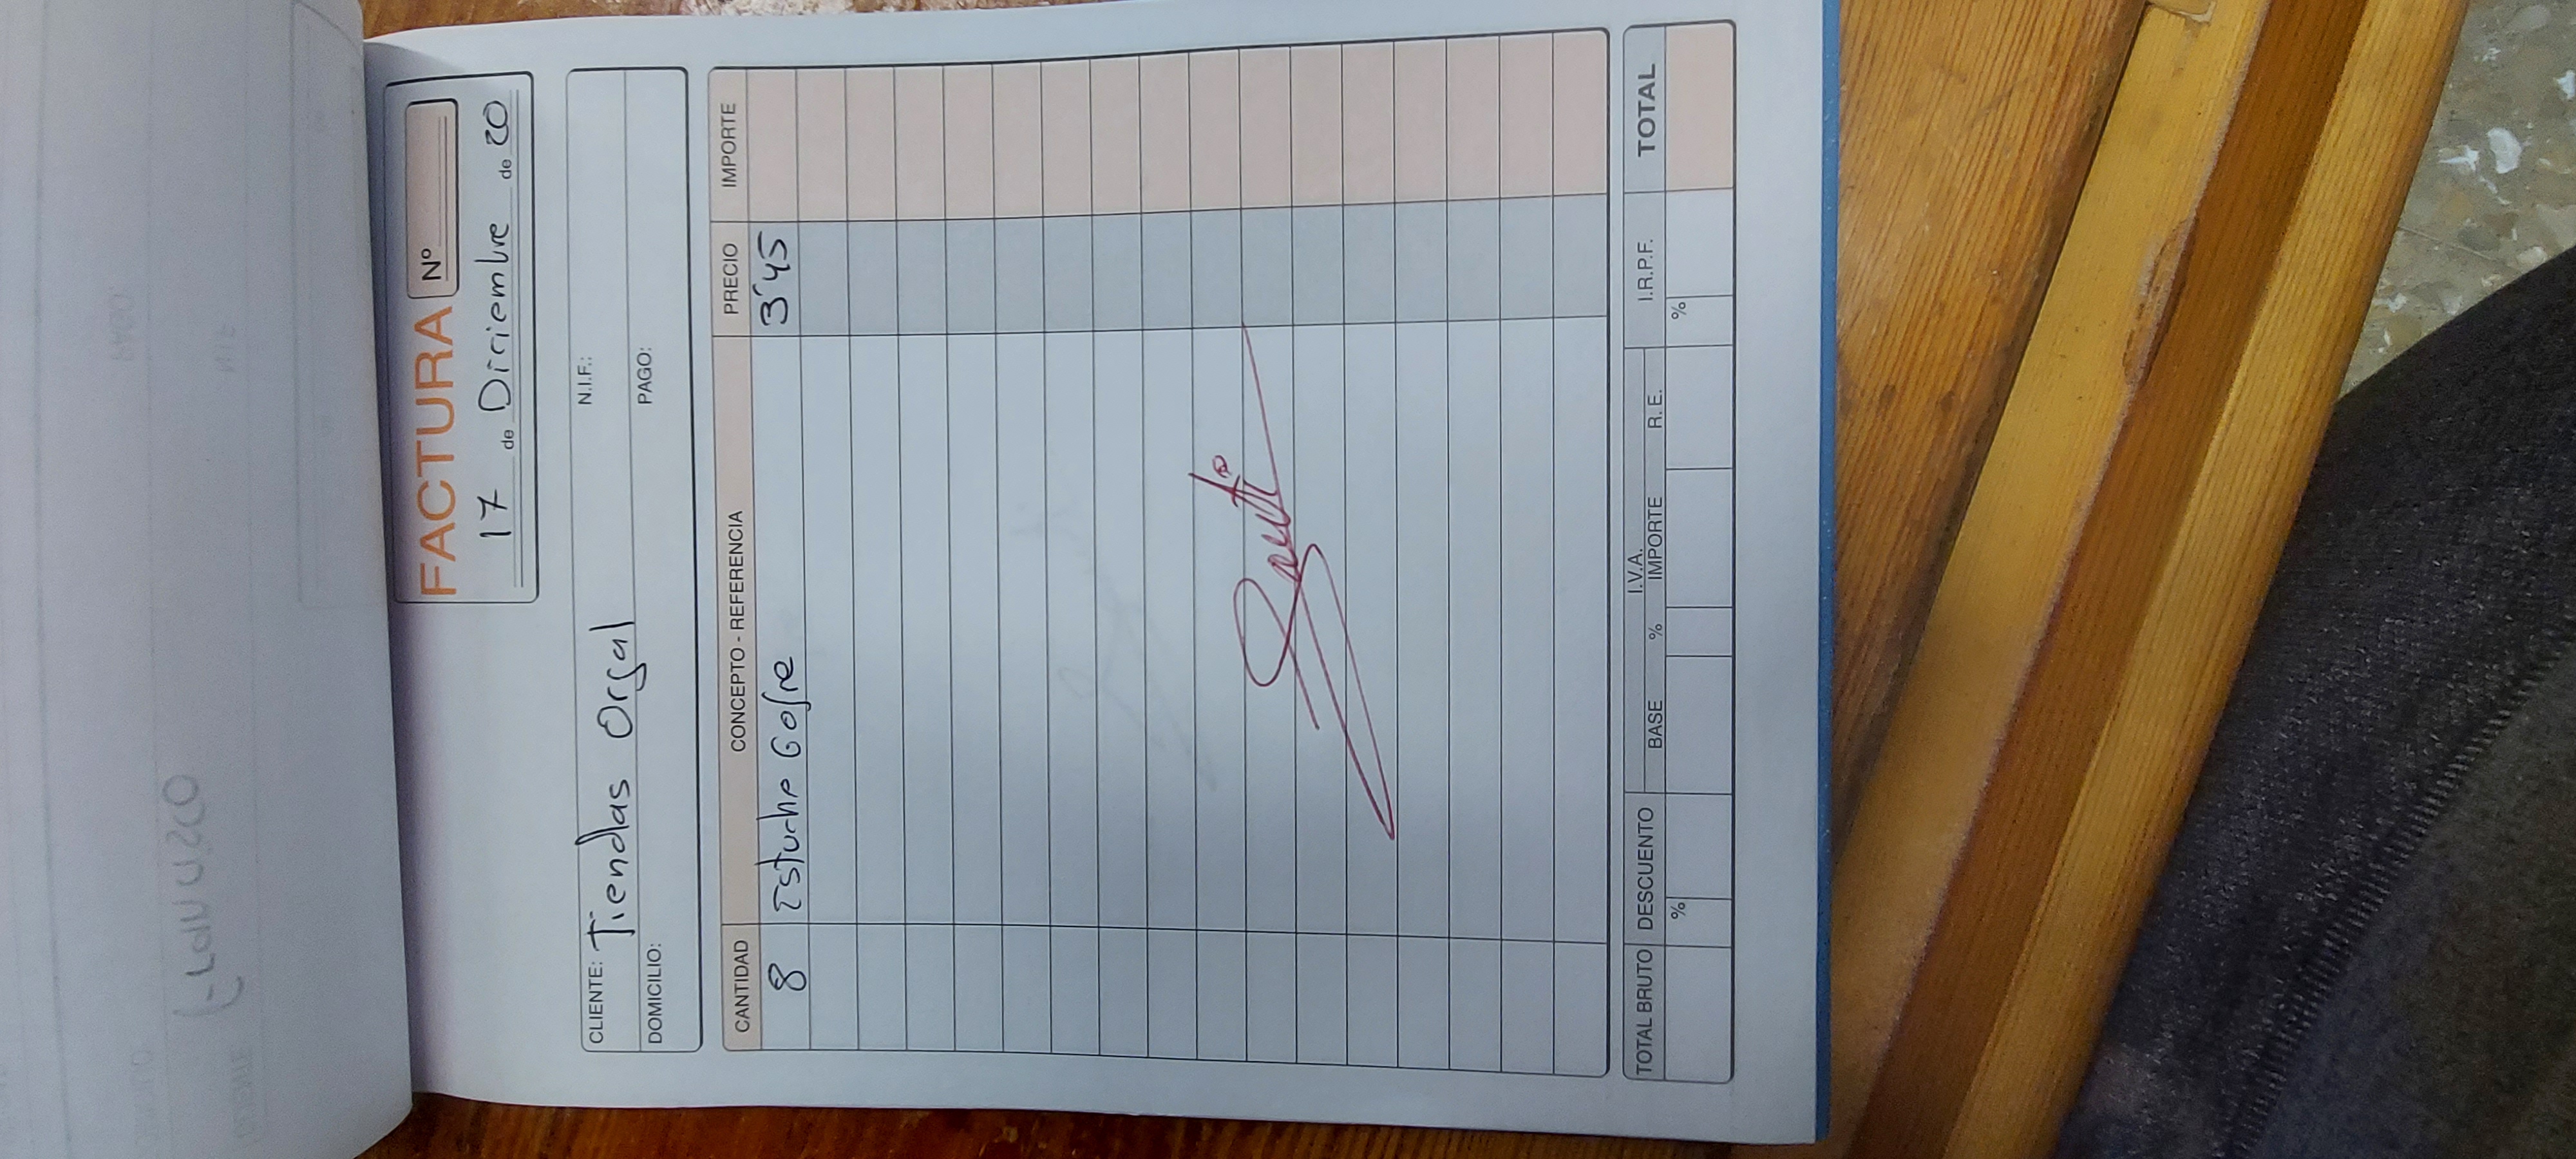 FACTURA Nº
17 de Diciembre de 20
CLIENTE: Tiendas Orgal N.I.F.:
DOMICILIO: PAGO:
CANTIDAD CONCEPTO - REFERENCIA PRECIO IMPORTE
8 Estuche Gofre 3'45
TOTAL BRUTO DESCUENTO I.V.A. I.R.P.F. TOTAL
BASE % IMPORTE R. E.
% %